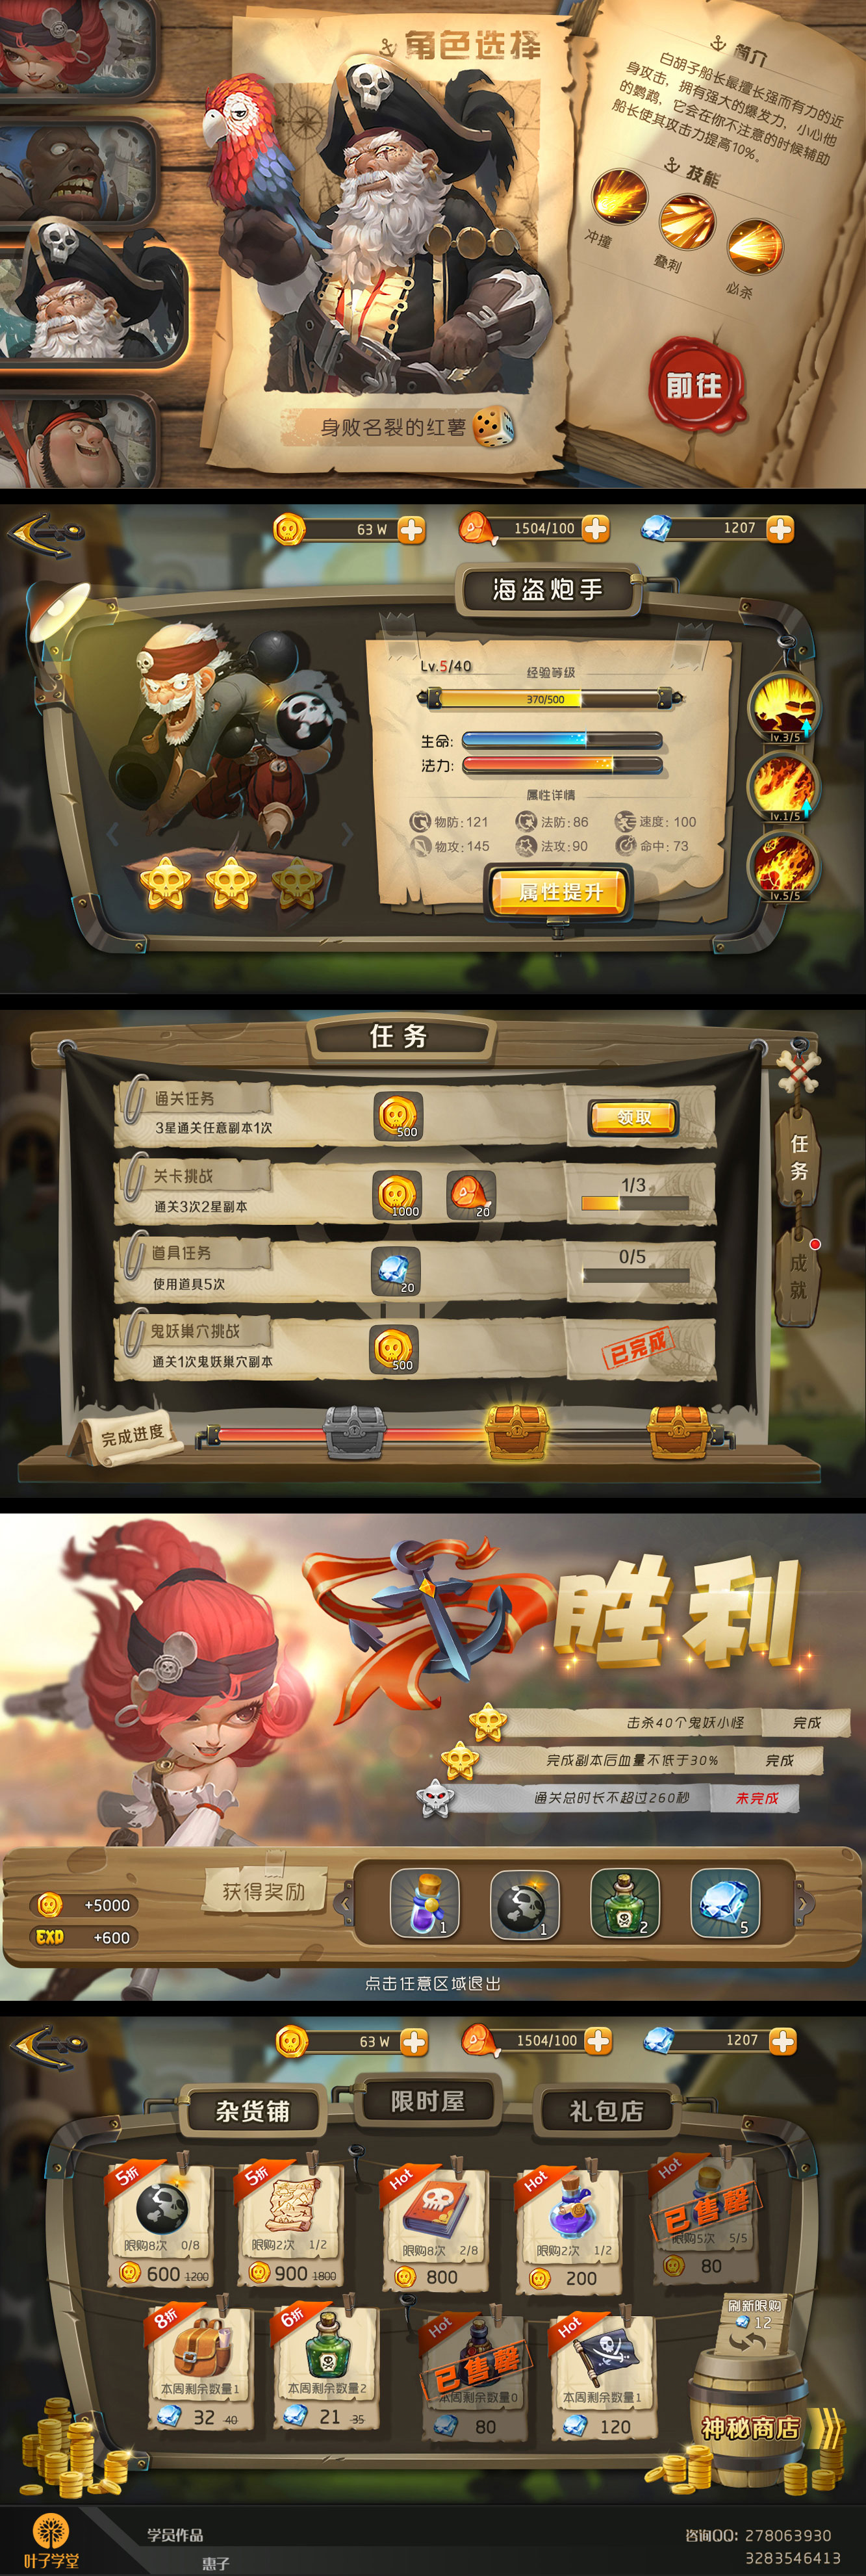 角色选择
简介
白胡子船长最擅长强而有力的近
身攻击，拥有强大的爆发力，小心他
的鹦鹉，它会在你不注意的时候辅助
船长使其攻击力提高10%。
技能
冲撞
叠刺
必杀
前往
身败名裂的红薯
63 W
1504/100
1207
海盗炮手
Lv.5/40
经验等级
370/500
生命:
法力:
属性详情
物防:121
法防:86
速度:100
物攻:145
法攻:90
命中:73
属性提升
lv.3/5
lv.1/5
lv.5/5
任务
通关任务
3星通关任意副本1次
500
领取
关卡挑战
通关3次2星副本
1000
20
1/3
道具任务
使用道具5次
20
0/5
鬼妖巢穴挑战
通关1次鬼妖巢穴副本
500
已完成
任务
成就
完成进度
胜利
击杀40个鬼妖小怪
完成
完成副本后血量不低于30%
完成
通关总时长不超过260秒
未完成
获得奖励
+5000
EXP
+600
1
1
2
5
点击任意区域退出
63 W
1504/100
1207
杂货铺
限时屋
礼包店
5折
限购8次 0/8
600 1200
5折
限购2次 1/2
900 1800
Hot
限购8次 2/8
800
Hot
限购2次 1/2
200
Hot
已售罄
限购5次 5/5
80
8折
本周剩余数量1
32 40
6折
本周剩余数量2
21 35
Hot
已售罄
本周剩余数量0
80
Hot
本周剩余数量1
120
刷新限购
12
神秘商店
叶子学堂
学员作品
惠子
咨询QQ: 278063930
3283546413